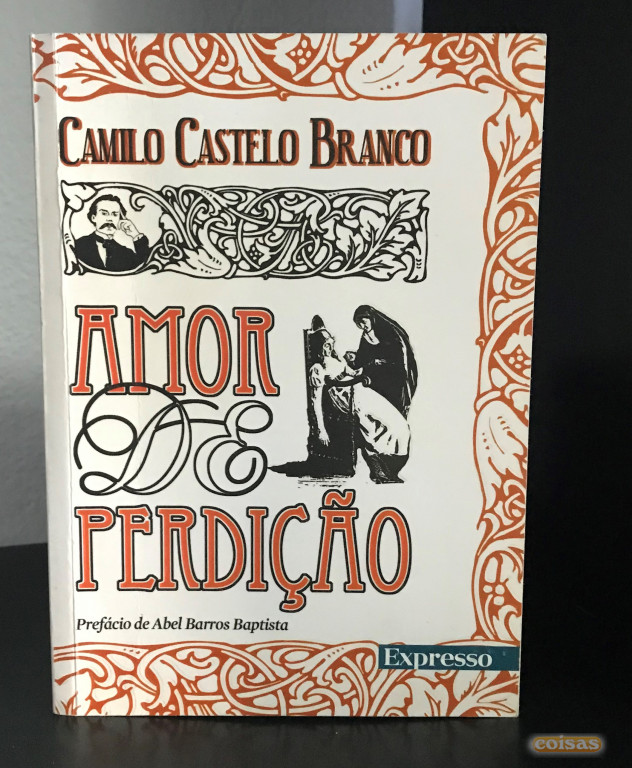 CAMILO CASTELO BRANCO
AMOR
DE
PERDIÇÃO
Prefácio de Abel Barros Baptista
Expresso
coisas